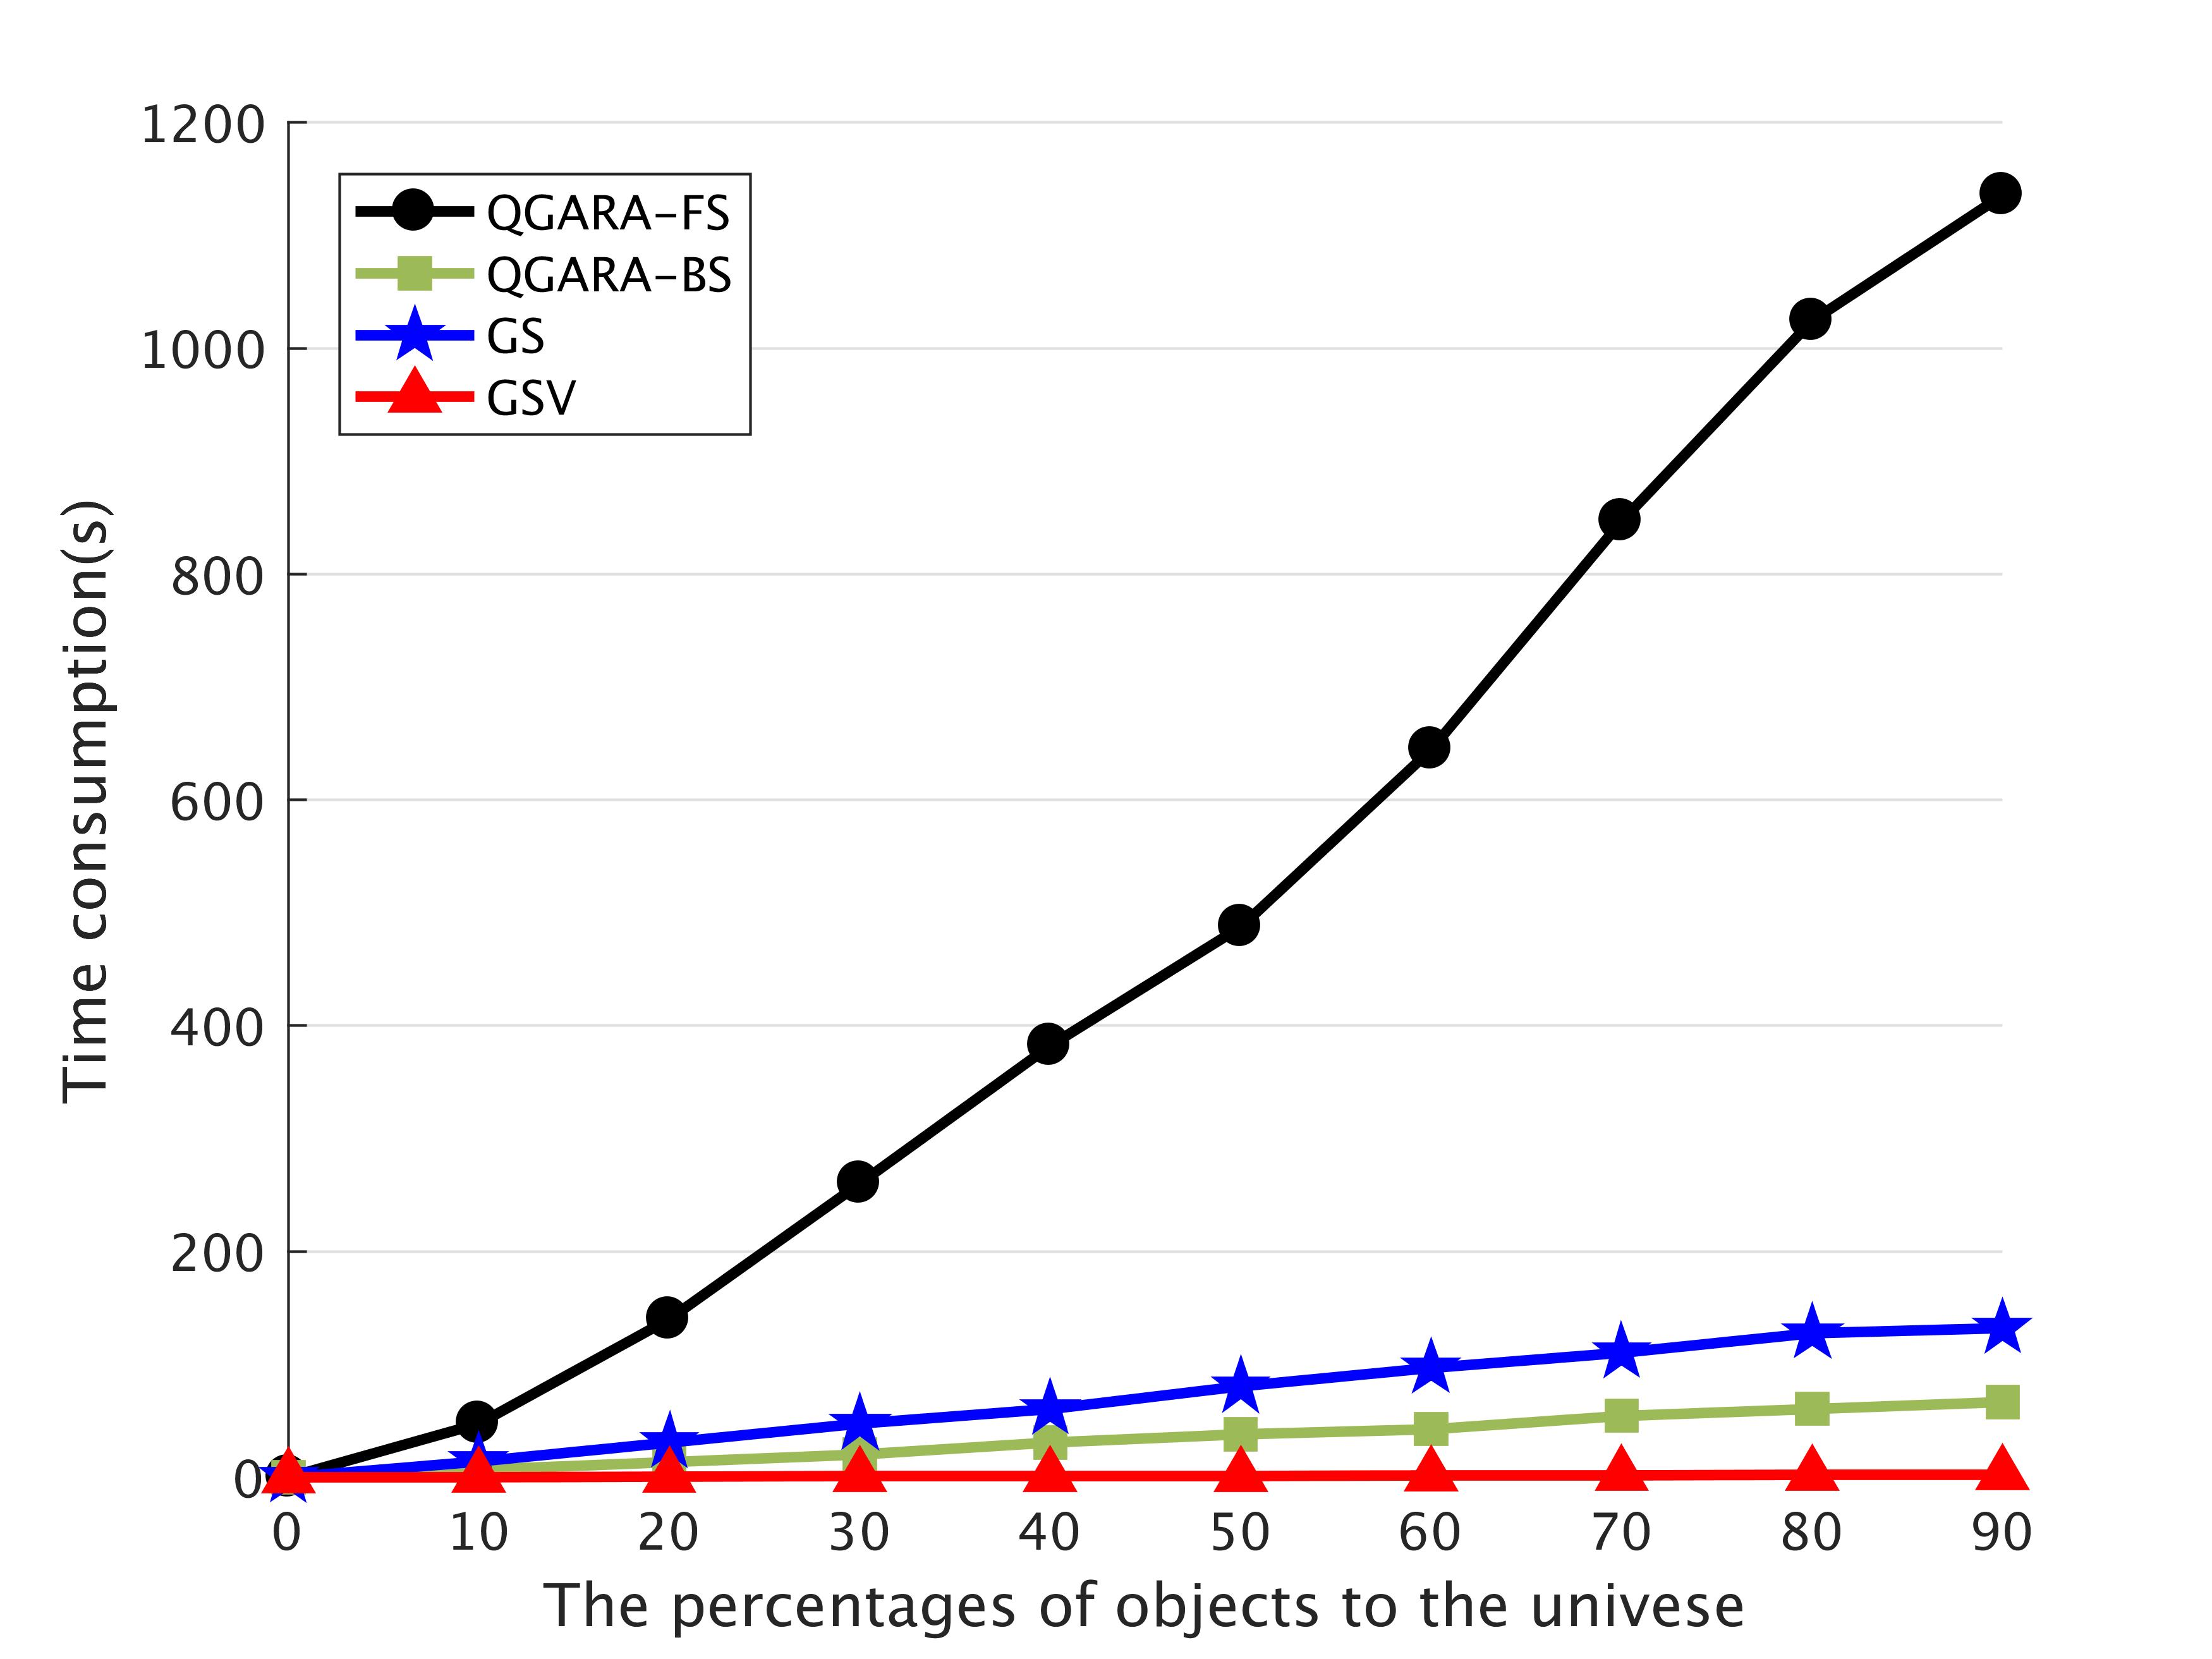 1200
1000
800
600
400
200
0
Time consumption(s)
QGARA-FS
QGARA-BS
GS
GSV
0 10 20 30 40 50 60 70 80 90
The percentages of objects to the univese